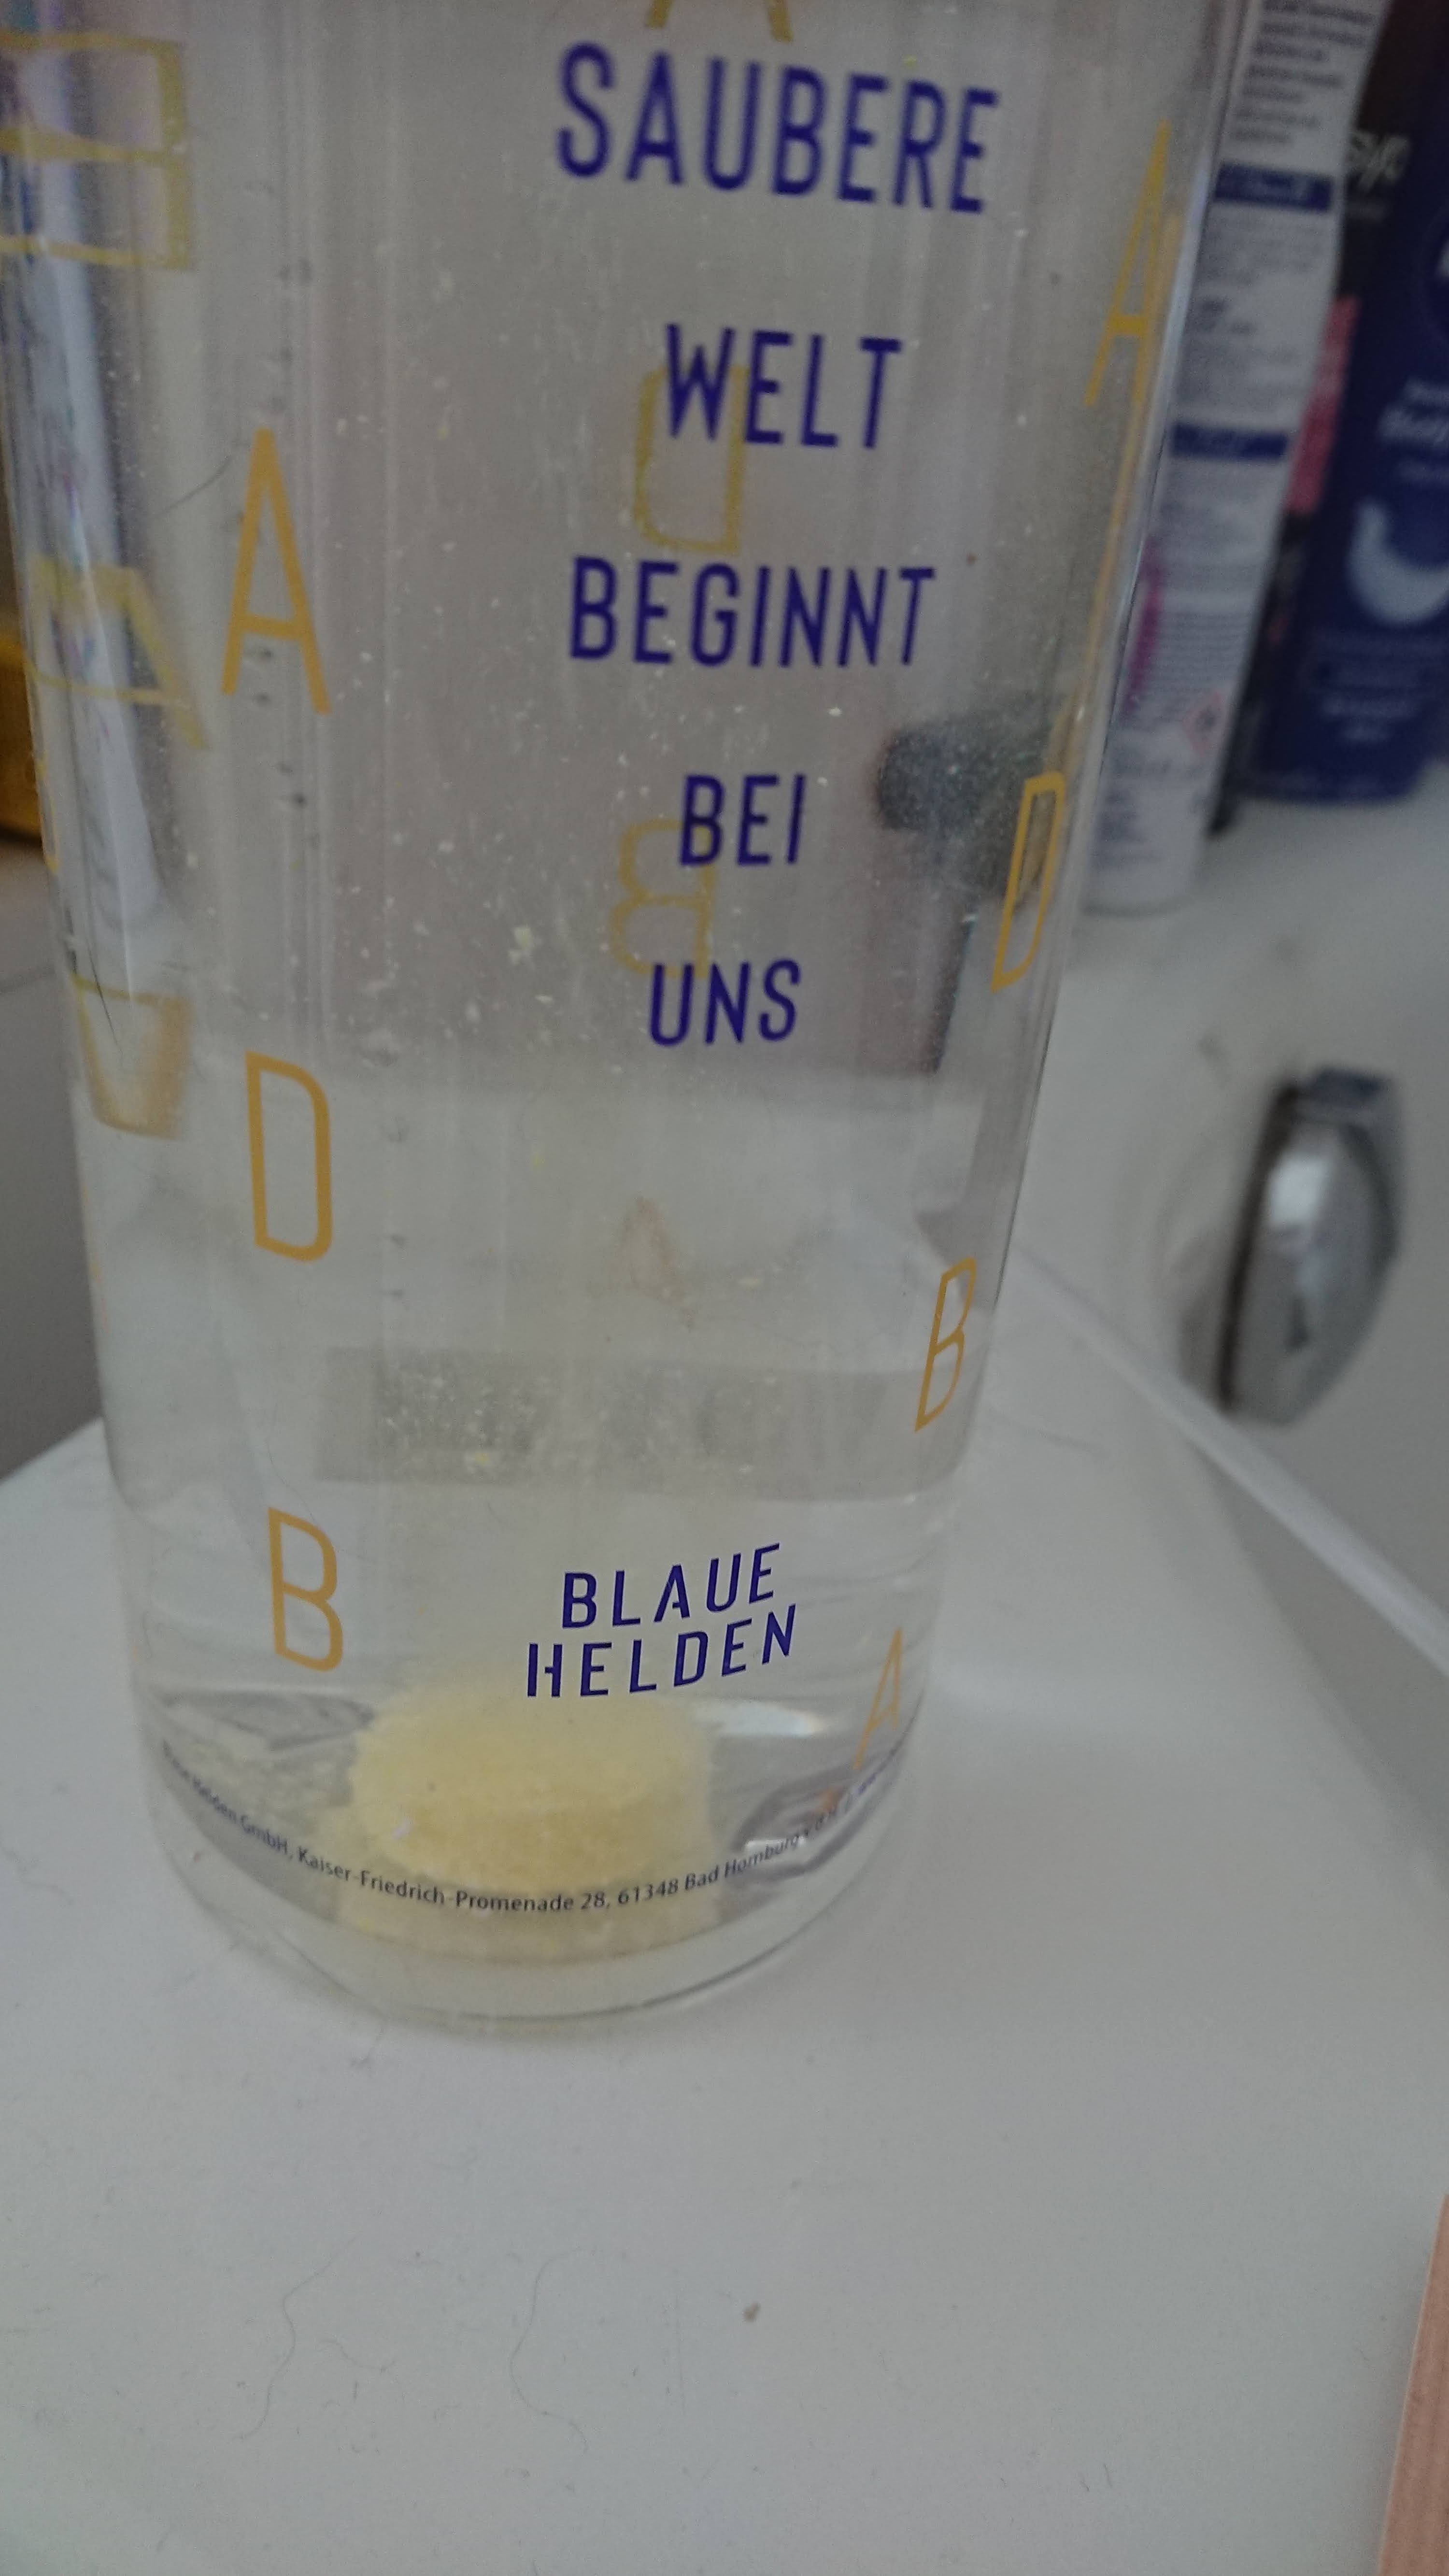 A
SAUBERE
WELT
BEGINNT
BEI
UNS
A
A
D
D
B
B
BLAUE
HELDEN
A
GmbH, Kaiser-Friedrich-Promenade 28, 61348 Bad Homburg